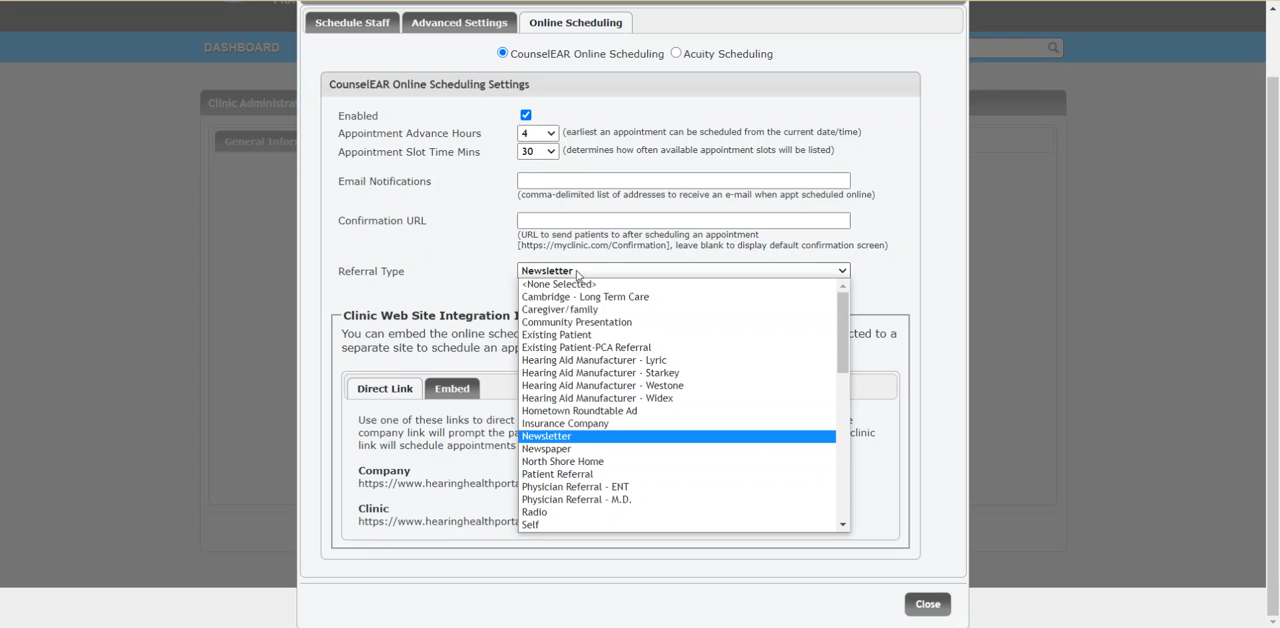 Schedule Staff Advanced Settings Online Scheduling
DASHBOARD
CounselEAR Online Scheduling Acuity Scheduling
CounselEAR Online Scheduling Settings
Clinic Administra
Enabled
Appointment Advance Hours 4 (earliest an appointment can be scheduled from the current date/time)
General Infor
Appointment Slot Time Mins 30 (determines how often available appointment slots will be listed)
Email Notifications
(comma-delimited list of addresses to receive an e-mail when appt scheduled online)
Confirmation URL
(URL to send patients to after scheduling an appointment
[https://myclinic.com/Confirmation], leave blank to display default confirmation screen)
Referral Type Newsletter
<None Selected>
Cambridge - Long Term Care
Caregiver/family
Community Presentation
Existing Patient
Existing Patient-PCA Referral
Hearing Aid Manufacturer - Lyric
Hearing Aid Manufacturer - Starkey
Hearing Aid Manufacturer - Westone
Hearing Aid Manufacturer - Widex
Hometown Roundtable Ad
Insurance Company
Newsletter
Newspaper
North Shore Home
Patient Referral
Physician Referral - ENT
Physician Referral - M.D.
Radio
Self
Clinic Web Site Integration
You can embed the online sched cted to a
separate site to schedule an app
Direct Link Embed
Use one of these links to direct e
company link will prompt the pa clinic
link will schedule appointments
Company
https://www.hearinghealthporta
Clinic
https://www.hearinghealthporta
Close